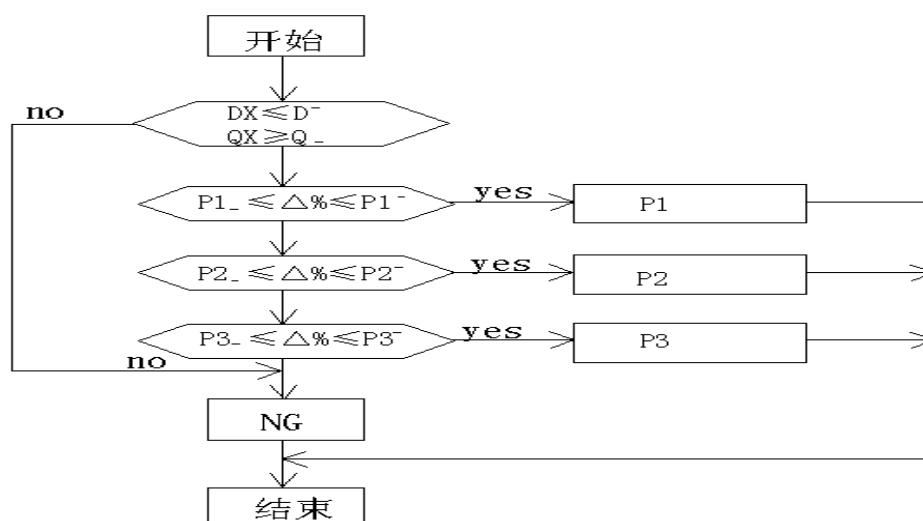 开始
no
DX≤D⁻
QX≥Q₋
P1₋≤△%≤P1⁻
yes
P1
P2₋≤△%≤P2⁻
yes
P2
P3₋≤△%≤P3⁻
yes
P3
no
NG
结束